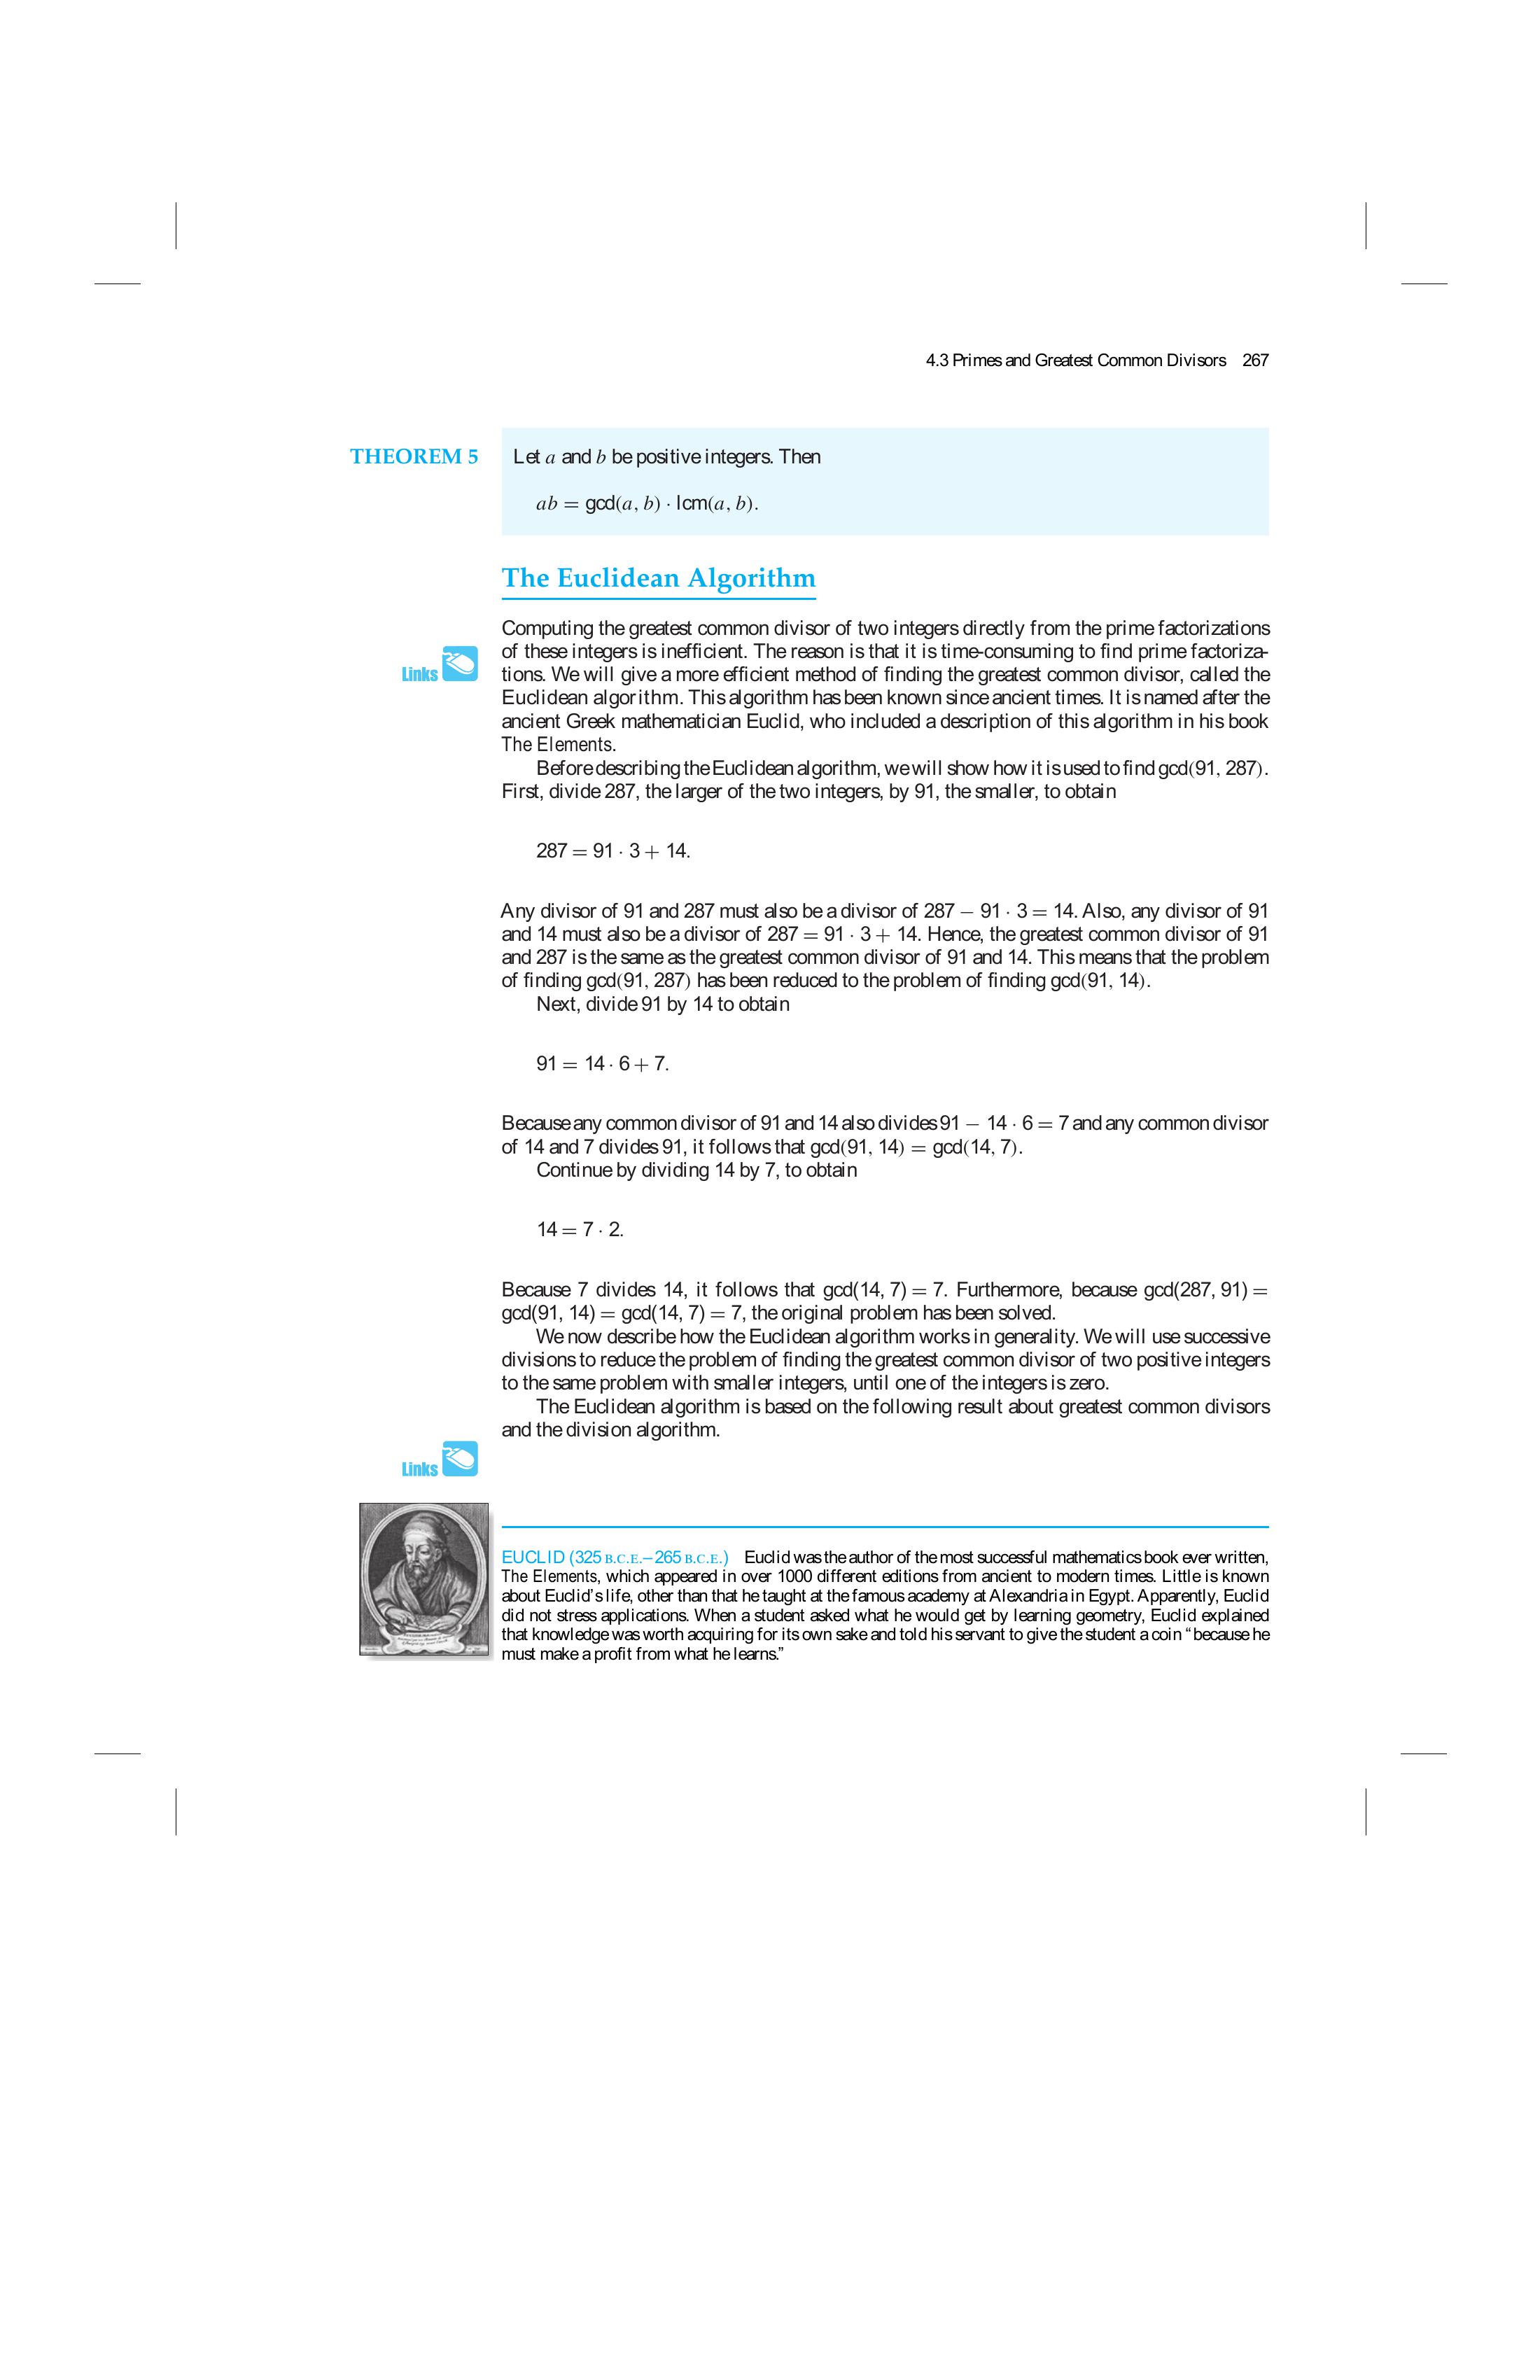 4.3 Primes and Greatest Common Divisors 267
THEOREM 5 Let a and b be positive integers. Then
ab = gcd(a, b) · lcm(a, b).
The Euclidean Algorithm
Computing the greatest common divisor of two integers directly from the prime factorizations
of these integers is inefficient. The reason is that it is time-consuming to find prime factoriza-
Links
tions. We will give a more efficient method of finding the greatest common divisor, called the
Euclidean algorithm. This algorithm has been known since ancient times. It is named after the
ancient Greek mathematician Euclid, who included a description of this algorithm in his book
The Elements.
Before describing the Euclidean algorithm, we will show how it is used to find gcd(91, 287).
First, divide 287, the larger of the two integers, by 91, the smaller, to obtain
287 = 91 · 3 + 14.
Any divisor of 91 and 287 must also be a divisor of 287 − 91 · 3 = 14. Also, any divisor of 91
and 14 must also be a divisor of 287 = 91 · 3 + 14. Hence, the greatest common divisor of 91
and 287 is the same as the greatest common divisor of 91 and 14. This means that the problem
of finding gcd(91, 287) has been reduced to the problem of finding gcd(91, 14).
Next, divide 91 by 14 to obtain
91 = 14 · 6 + 7.
Because any common divisor of 91 and 14 also divides 91 − 14 · 6 = 7 and any common divisor
of 14 and 7 divides 91, it follows that gcd(91, 14) = gcd(14, 7).
Continue by dividing 14 by 7, to obtain
14 = 7 · 2.
Because 7 divides 14, it follows that gcd(14, 7) = 7. Furthermore, because gcd(287, 91) =
gcd(91, 14) = gcd(14, 7) = 7, the original problem has been solved.
We now describe how the Euclidean algorithm works in generality. We will use successive
divisions to reduce the problem of finding the greatest common divisor of two positive integers
to the same problem with smaller integers, until one of the integers is zero.
The Euclidean algorithm is based on the following result about greatest common divisors
and the division algorithm.
Links
EUCLID (325 B.C.E.–265 B.C.E.) Euclid was the author of the most successful mathematics book ever written,
The Elements, which appeared in over 1000 different editions from ancient to modern times. Little is known
about Euclid’s life, other than that he taught at the famous academy at Alexandria in Egypt. Apparently, Euclid
did not stress applications. When a student asked what he would get by learning geometry, Euclid explained
that knowledge was worth acquiring for its own sake and told his servant to give the student a coin “because he
must make a profit from what he learns.”